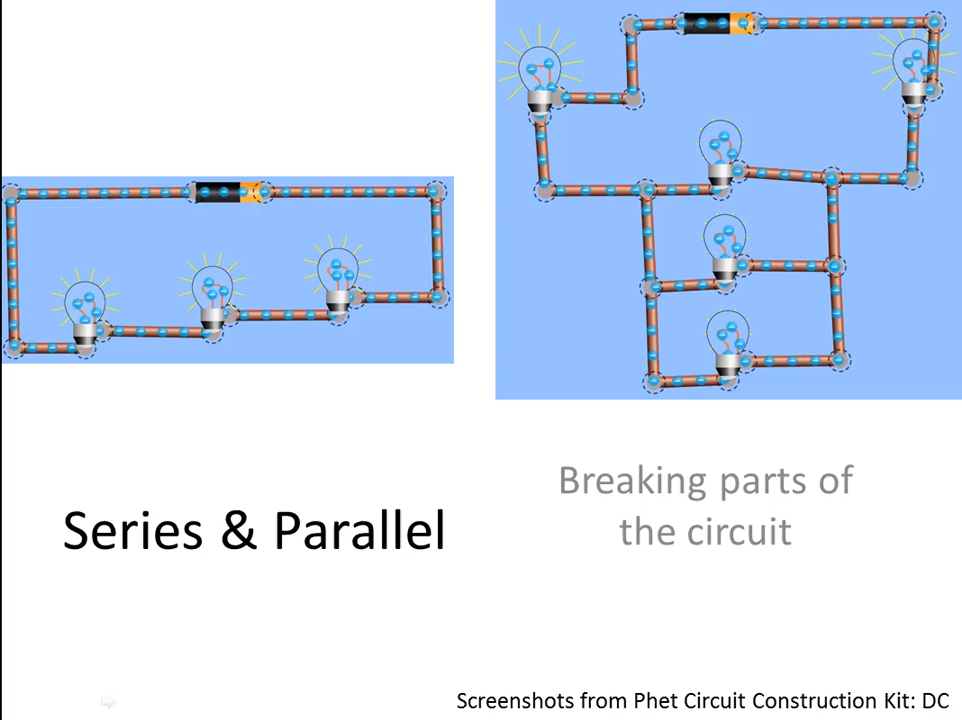 Series & Parallel
Breaking parts of
the circuit
Screenshots from Phet Circuit Construction Kit: DC